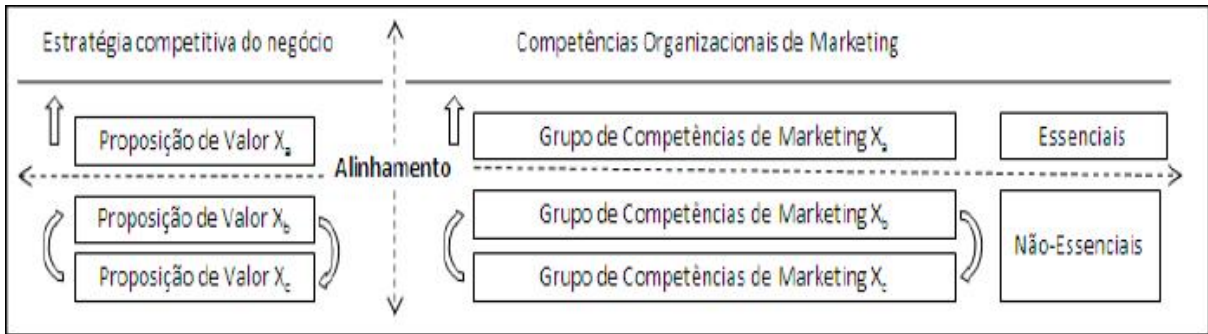 Estratégia competitiva do negócio
Competências Organizacionais de Marketing
Proposição de Valor Xa
Grupo de Competências de Marketing Xa
Essenciais
Alinhamento
Proposição de Valor Xb
Grupo de Competências de Marketing Xb
Não-Essenciais
Proposição de Valor Xc
Grupo de Competências de Marketing Xc